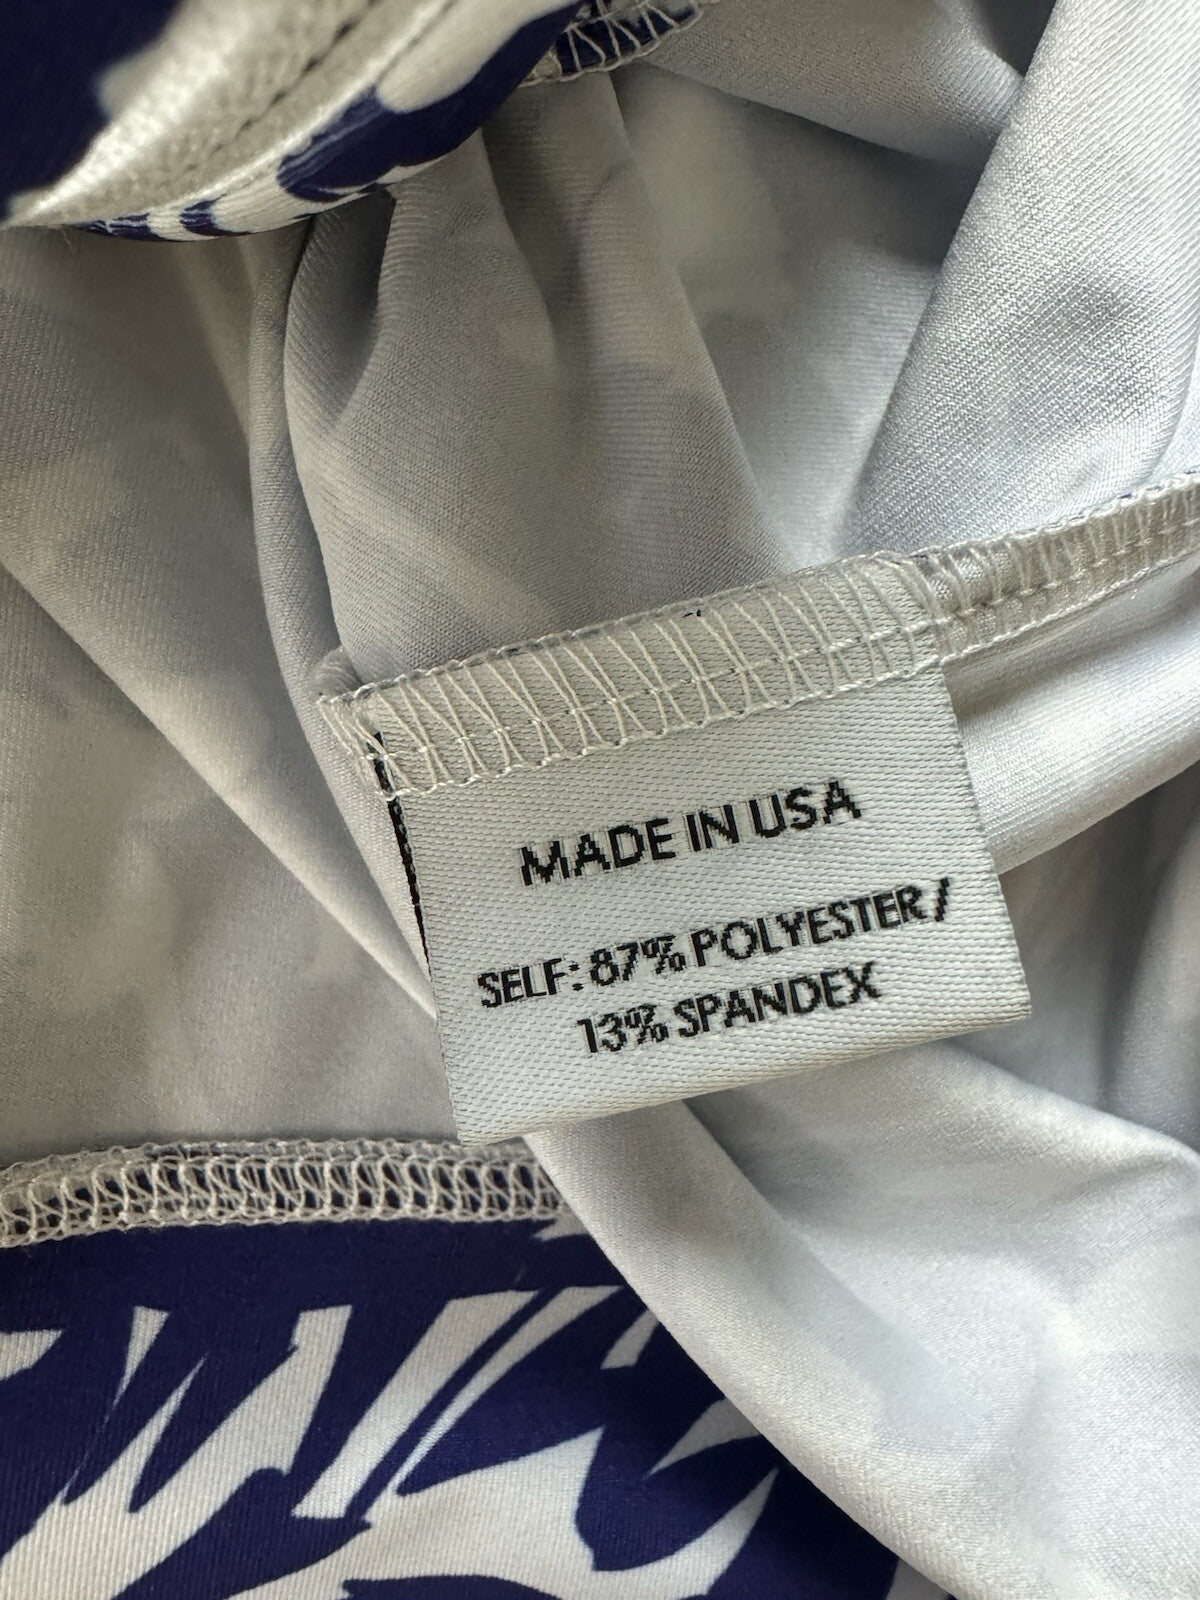 MADE IN USA
SELF: 87% POLYESTER/
13% SPANDEX